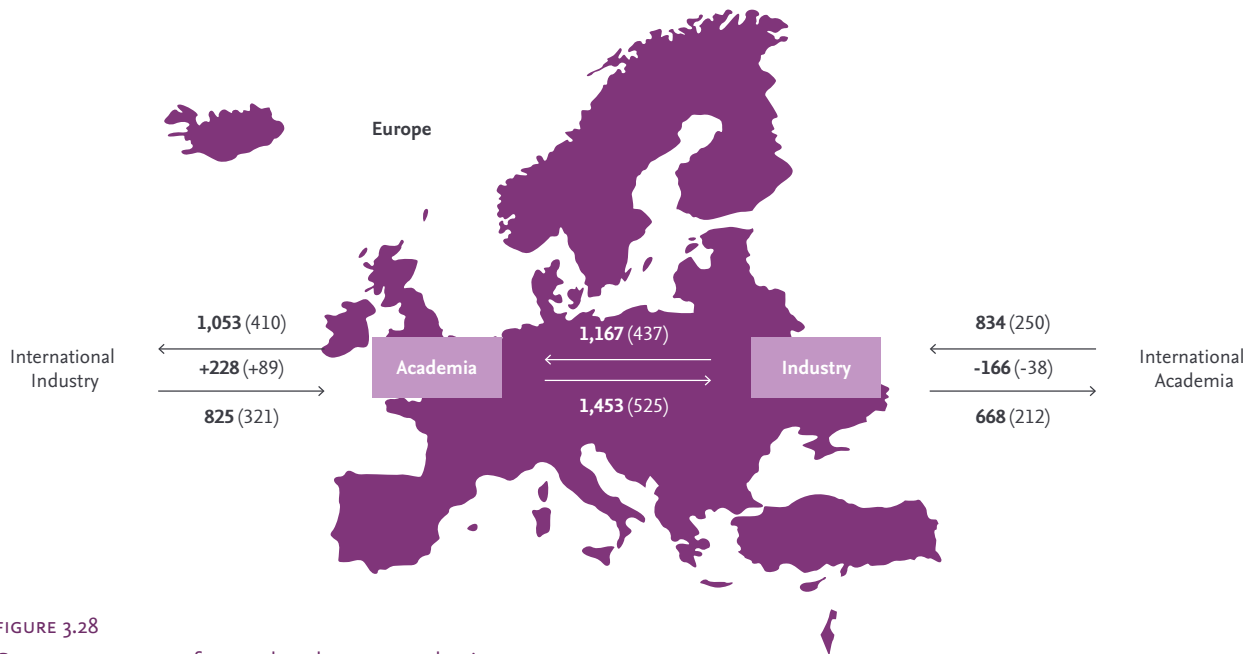 Europe
1,053 (410)
1,167 (437)
834 (250)
International
Industry
+228 (+89)
Academia
Industry
-166 (-38)
International
Academia
825 (321)
1,453 (525)
668 (212)
FIGURE 3.28